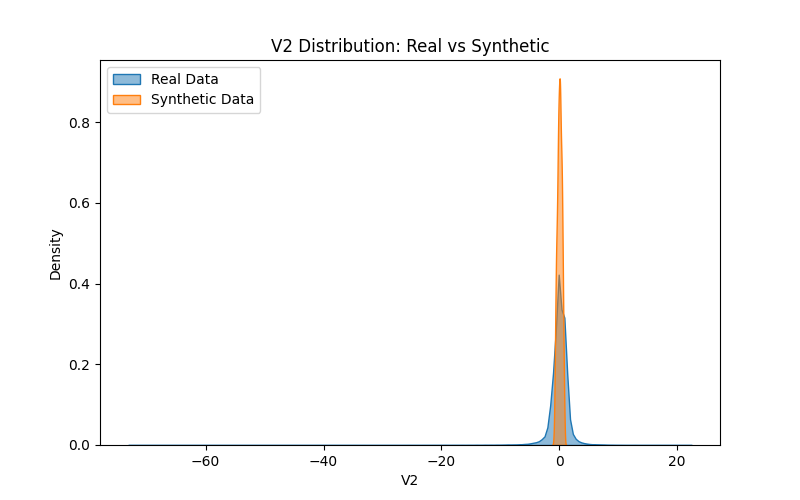 V2 Distribution: Real vs Synthetic
Real Data
Synthetic Data
Density
0.8
0.6
0.4
0.2
0.0
−60
−40
−20
0
20
V2